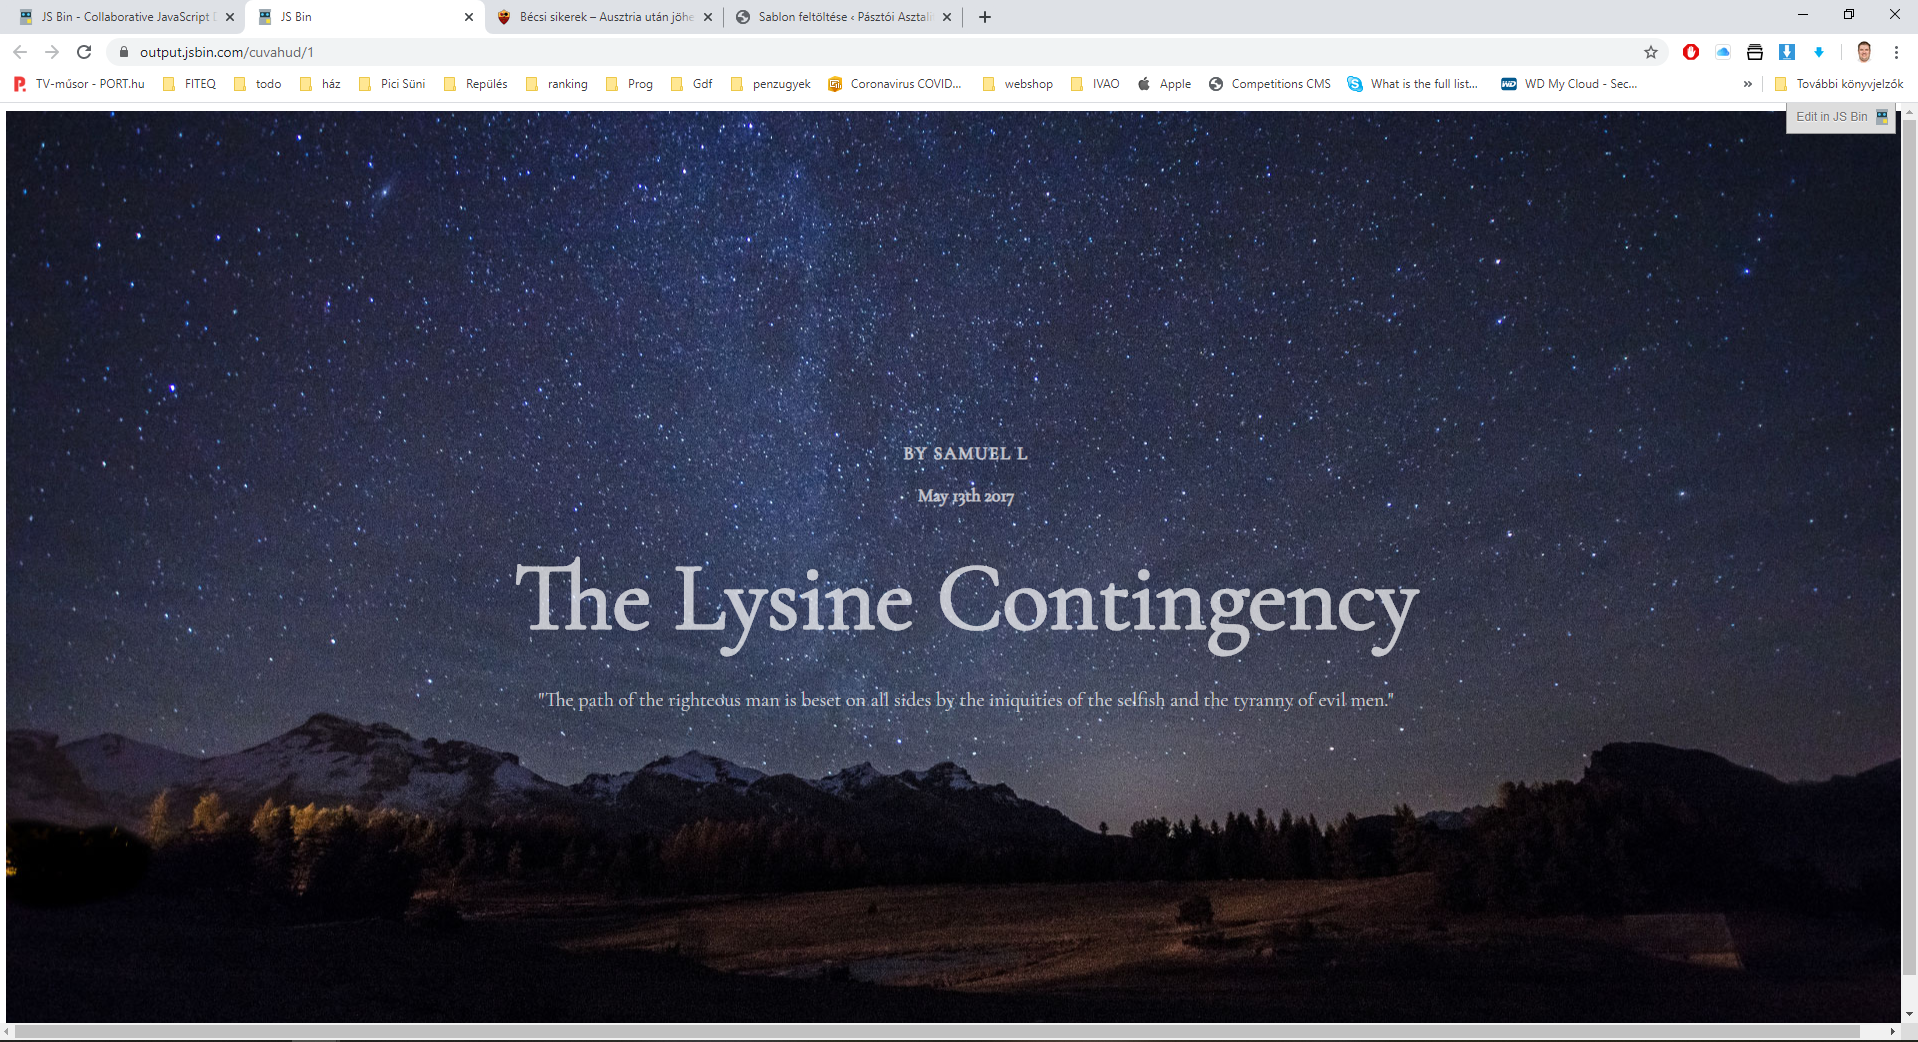 JS Bin - Collaborative JavaScript
JS Bin
Bécsi sikerek – Ausztria után jöhe
Sablon feltöltése ‹ Pásztói Asztali
output.jsbin.com/cuvahud/1
TV-műsor - PORT.hu
FITEQ
todo
ház
Pici Süni
Repülés
ranking
Prog
Gdf
penzugyek
Coronavirus COVID...
webshop
IVAO
Apple
Competitions CMS
What is the full list...
WD My Cloud - Sec...
»
További könyvjelzők
Edit in JS Bin
BY SAMUEL L
May 13th 2017
The Lysine Contingency
"The path of the righteous man is beset on all sides by the iniquities of the selfish and the tyranny of evil men."